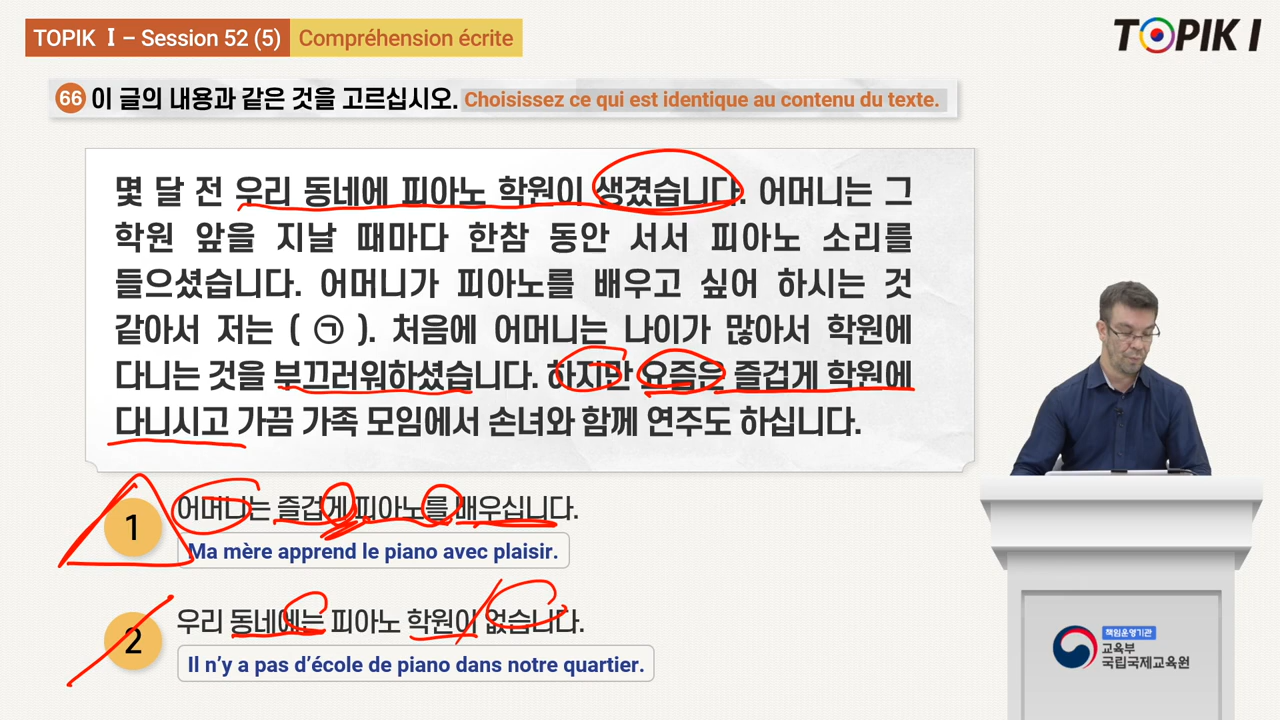 TOPIK Ⅰ – Session 52 (5) Compréhension écrite
TOPIK I
66 이 글의 내용과 같은 것을 고르십시오. Choisissez ce qui est identique au contenu du texte.
몇 달 전 우리 동네에 피아노 학원이 생겼습니다. 어머니는 그
학원 앞을 지날 때마다 한참 동안 서서 피아노 소리를
들으셨습니다. 어머니가 피아노를 배우고 싶어 하시는 것
같아서 저는 ( ㉠ ). 처음에 어머니는 나이가 많아서 학원에
다니는 것을 부끄러워하셨습니다. 하지만 요즘은 즐겁게 학원에
다니시고 가끔 가족 모임에서 손녀와 함께 연주도 하십니다.
1 어머니는 즐겁게 피아노를 배우십니다.
Ma mère apprend le piano avec plaisir.
2 우리 동네에는 피아노 학원이 없습니다.
Il n’y a pas d’école de piano dans notre quartier.
책임운영기관
교육부
국립국제교육원